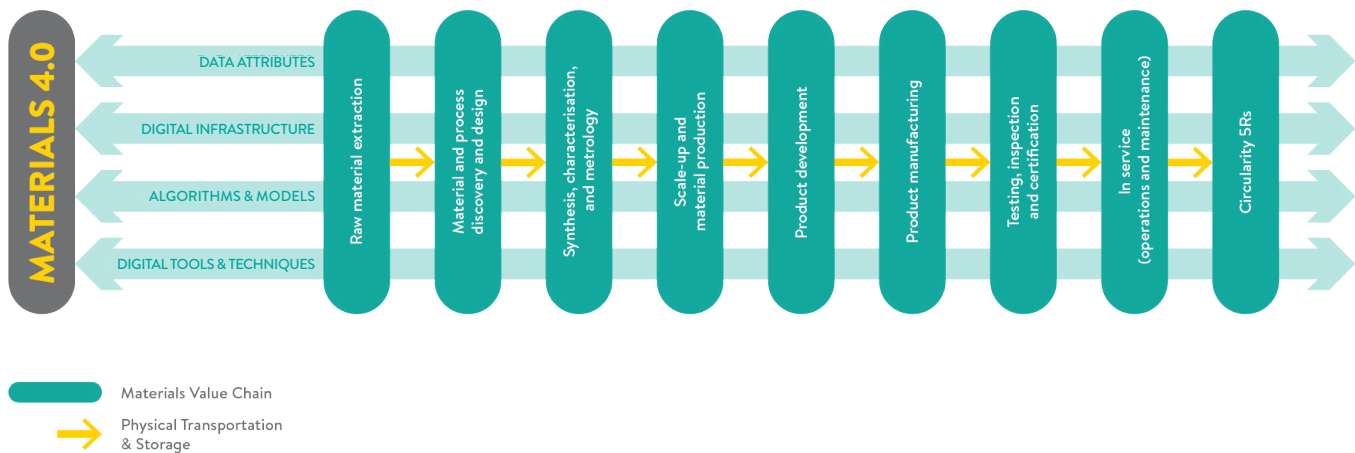 MATERIALS 4.0
DATA ATTRIBUTES
DIGITAL INFRASTRUCTURE
ALGORITHMS & MODELS
DIGITAL TOOLS & TECHNIQUES
Raw material extraction
Material and process
discovery and design
Synthesis, characterisation,
and metrology
Scale-up and
material production
Product development
Product manufacturing
Testing, inspection
and certification
In service
(operations and maintenance)
Circularity 5Rs
Materials Value Chain
Physical Transportation
& Storage